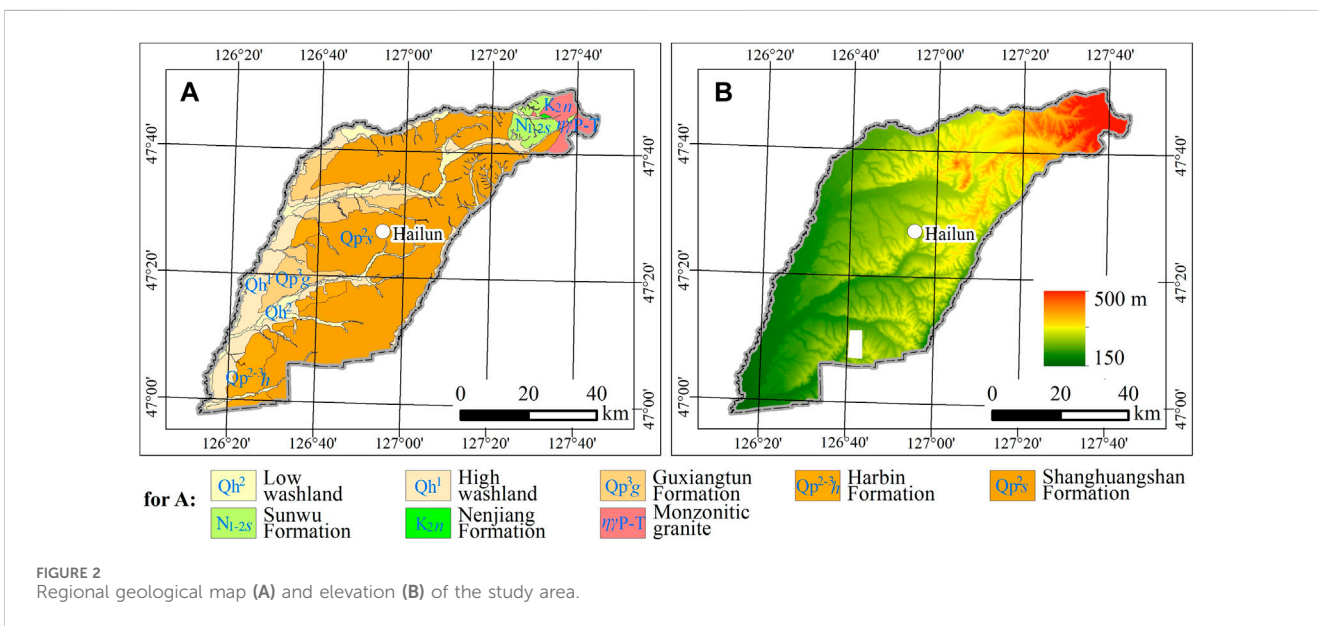 126°20' 126°40' 127°00' 127°20' 127°40'
A
K2n
N1-2s
ηγP-T
47°40'
47°40'
Hailun
Qp²s
47°20'
47°20'
Qh¹
Qp³g
Qh²
Qp²⁻³h
47°00'
47°00'
0 20 40
km
126°20' 126°40' 127°00' 127°20' 127°40'
126°20' 126°40' 127°00' 127°20' 127°40'
B
47°40'
47°40'
Hailun
47°20'
47°20'
500 m
150
47°00'
47°00'
0 20 40
km
126°20' 126°40' 127°00' 127°20' 127°40'
for A:
Qh² Low
washland
Qh¹ High
washland
Qp³g Guxiangtun
Formation
Qp²⁻³h Harbin
Formation
Qp²s Shanghuangshan
Formation
N1-2s Sunwu
Formation
K2n Nenjiang
Formation
ηγP-T Monzonitic
granite
FIGURE 2
Regional geological map (A) and elevation (B) of the study area.